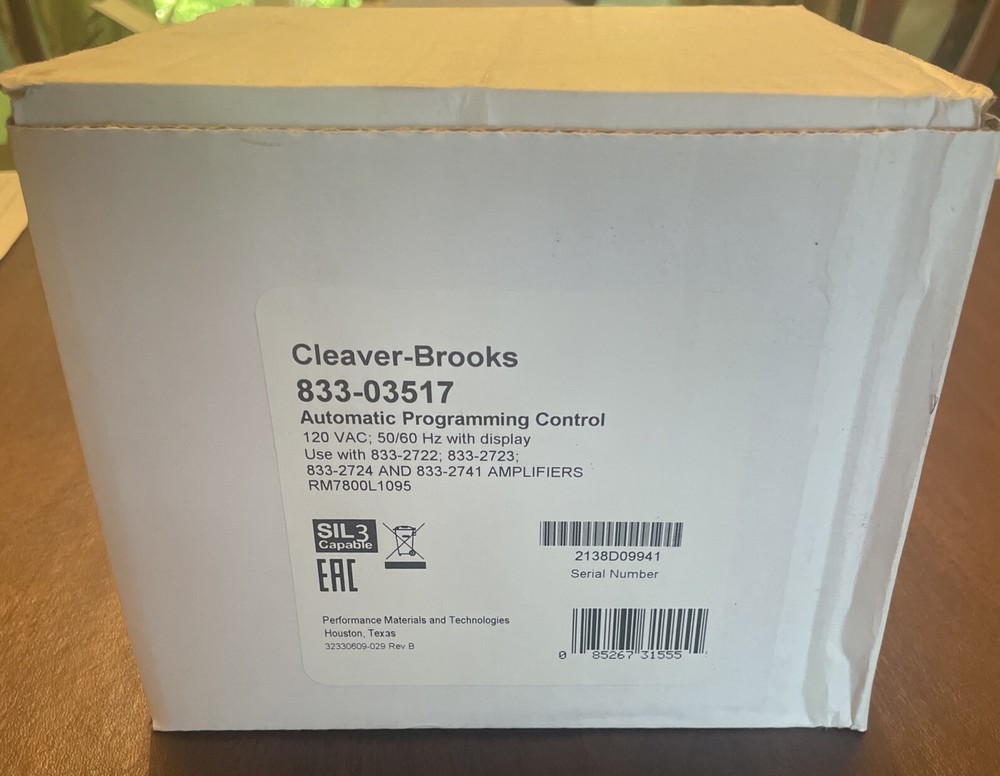 Cleaver-Brooks
833-03517
Automatic Programming Control
120 VAC; 50/60 Hz with display
Use with 833-2722; 833-2723;
833-2724 AND 833-2741 AMPLIFIERS
RM7800L1095
SIL3
Capable
EAC
2138D09941
Serial Number
Performance Materials and Technologies
Houston, Texas
32330609-029 Rev B
0 85267 31555